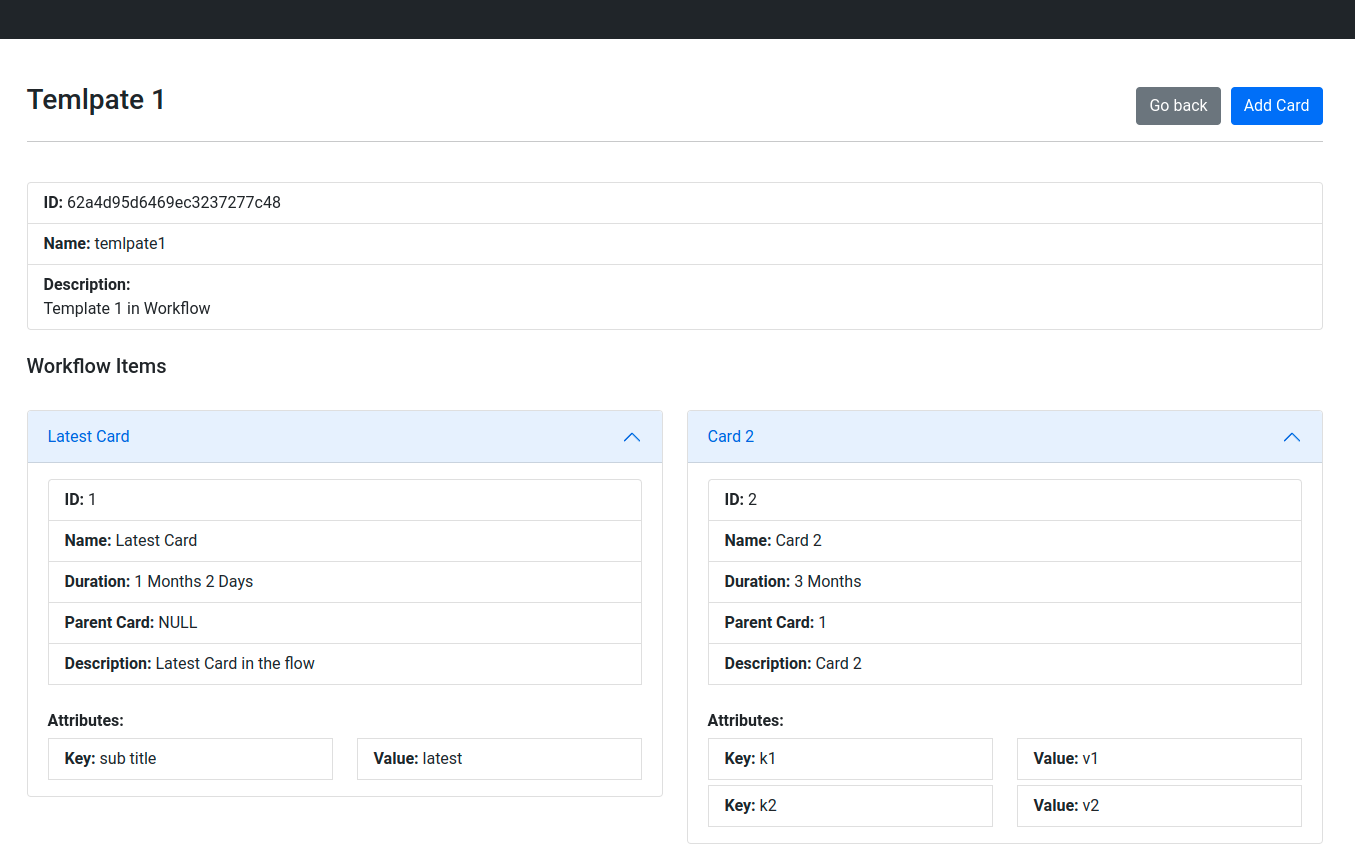 Temlpate 1
Go back
Add Card
ID: 62a4d95d6469ec3237277c48
Name: temlpate1
Description:
Template 1 in Workflow
Workflow Items
Latest Card
ID: 1
Name: Latest Card
Duration: 1 Months 2 Days
Parent Card: NULL
Description: Latest Card in the flow
Attributes:
Key: sub title
Value: latest
Card 2
ID: 2
Name: Card 2
Duration: 3 Months
Parent Card: 1
Description: Card 2
Attributes:
Key: k1
Value: v1
Key: k2
Value: v2